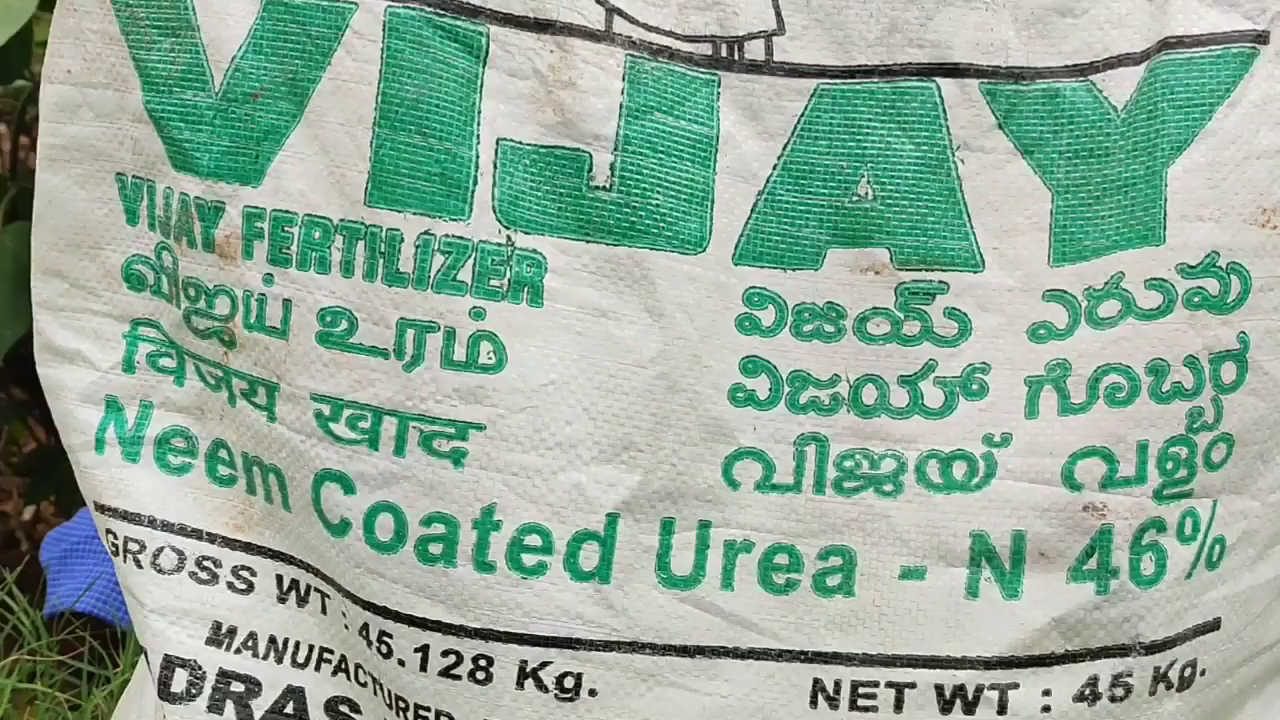 VIJAY
VIJAY FERTILIZER
விஜய் உரம்
विजय खाद
విజయ్ ఎరువు
ವಿಜಯ್ ಗೊಬ್ಬರ
വിജയ് വളം
Neem Coated Urea - N 46%
GROSS WT : 45.128 Kg.
NET WT : 45 Kg.
MANUFACTURED